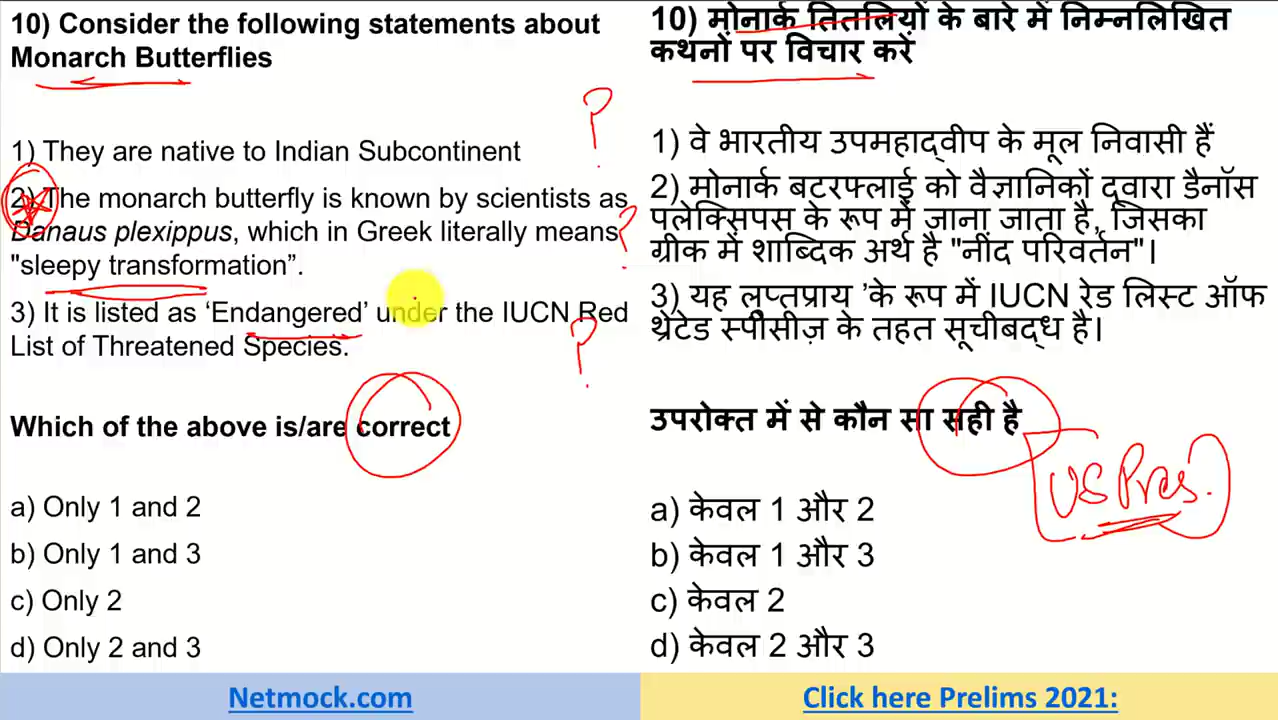 10) Consider the following statements about
Monarch Butterflies
1) They are native to Indian Subcontinent
2) The monarch butterfly is known by scientists as
Danaus plexippus, which in Greek literally means
"sleepy transformation”.
3) It is listed as ‘Endangered’ under the IUCN Red
List of Threatened Species.
Which of the above is/are correct
a) Only 1 and 2
b) Only 1 and 3
c) Only 2
d) Only 2 and 3
?
?
?
10) मोनार्क तितलियों के बारे में निम्नलिखित
कथनों पर विचार करें
1) वे भारतीय उपमहाद्वीप के मूल निवासी हैं
2) मोनार्क बटरफ्लाई को वैज्ञानिकों द्वारा डैनॉस
पलेक्सिपस के रूप में जाना जाता है, जिसका
ग्रीक में शाब्दिक अर्थ है "नींद परिवर्तन"।
3) यह लुप्तप्राय 'के रूप में IUCN रेड लिस्ट ऑफ
थ्रेटेड स्पीसीज़ के तहत सूचीबद्ध है।
उपरोक्त में से कौन सा सही है
US Pres.
a) केवल 1 और 2
b) केवल 1 और 3
c) केवल 2
d) केवल 2 और 3
Netmock.com
Click here Prelims 2021: